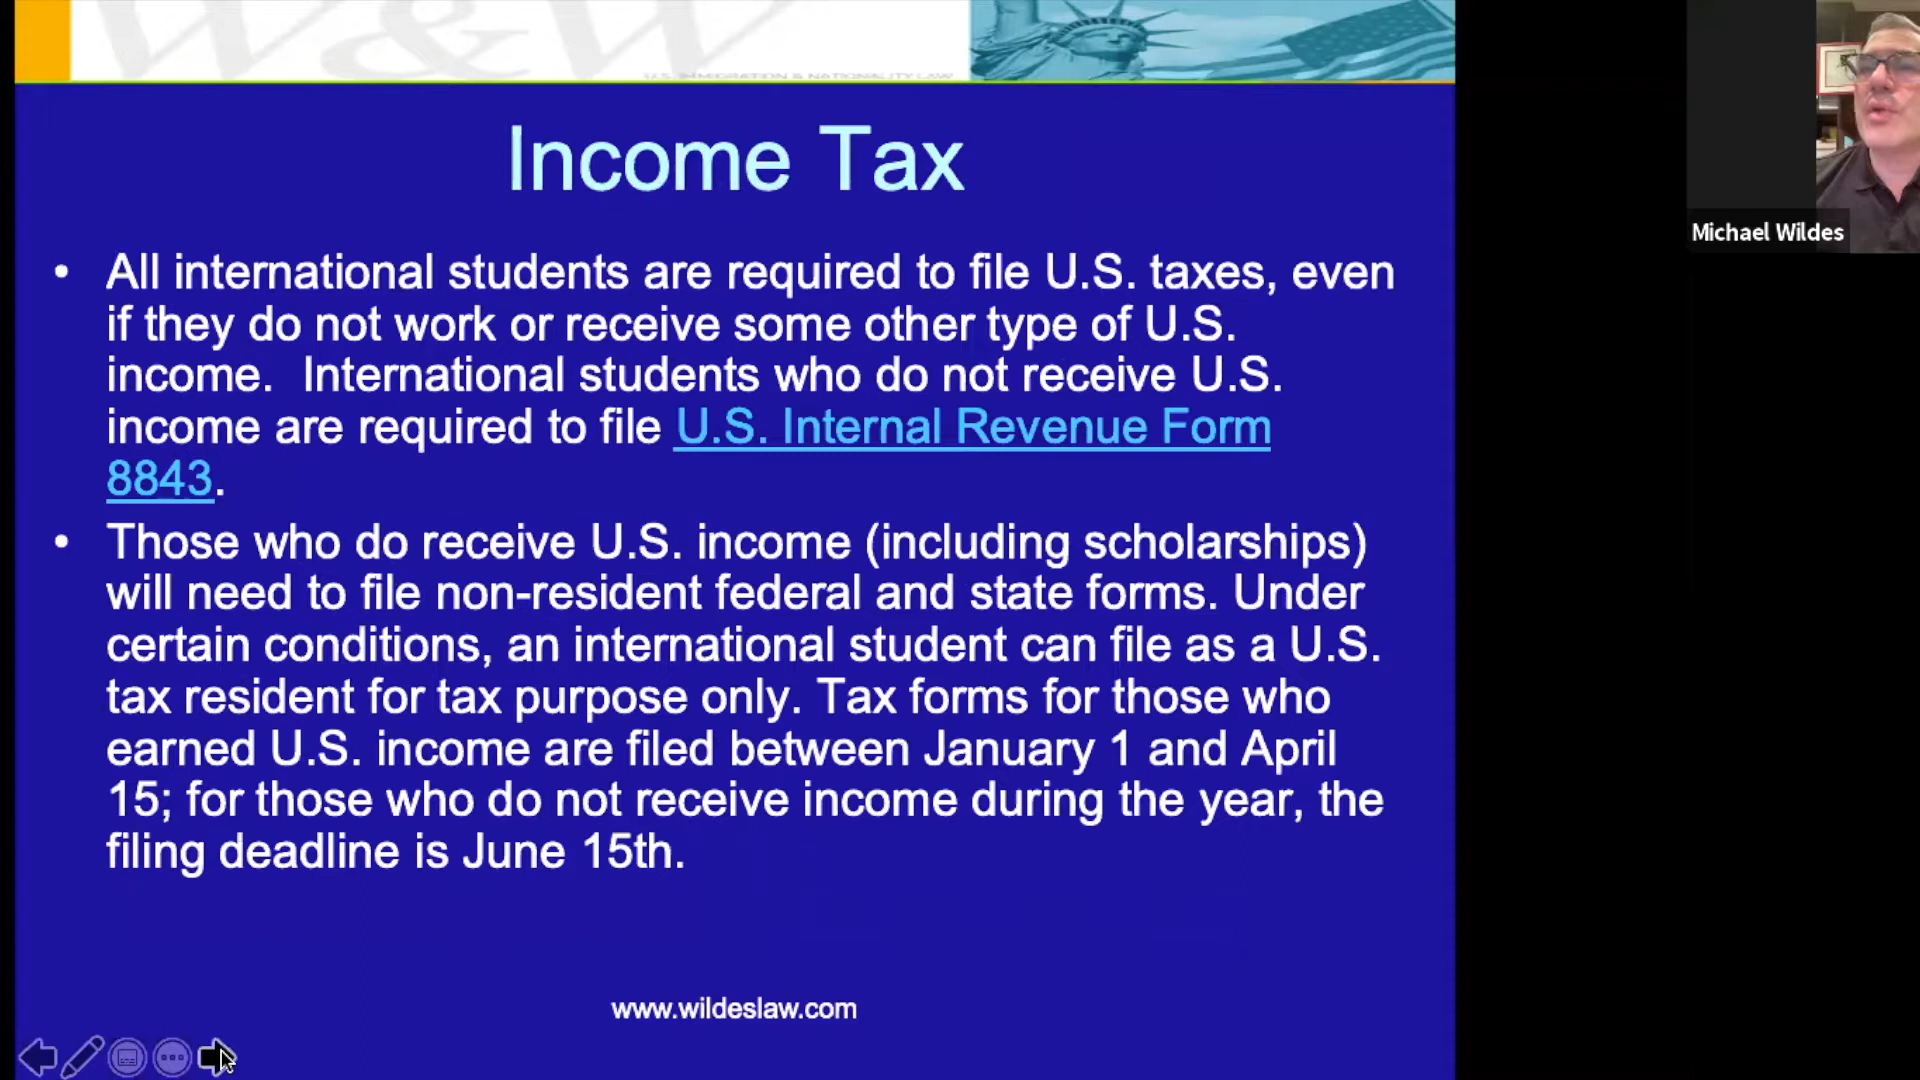 W&W
U.S. IMMIGRATION & NATIONALITY LAW
Income Tax
• All international students are required to file U.S. taxes, even
if they do not work or receive some other type of U.S.
income.  International students who do not receive U.S.
income are required to file U.S. Internal Revenue Form
8843.
• Those who do receive U.S. income (including scholarships)
will need to file non-resident federal and state forms. Under
certain conditions, an international student can file as a U.S.
tax resident for tax purpose only. Tax forms for those who
earned U.S. income are filed between January 1 and April
15; for those who do not receive income during the year, the
filing deadline is June 15th.
www.wildeslaw.com
Michael Wildes